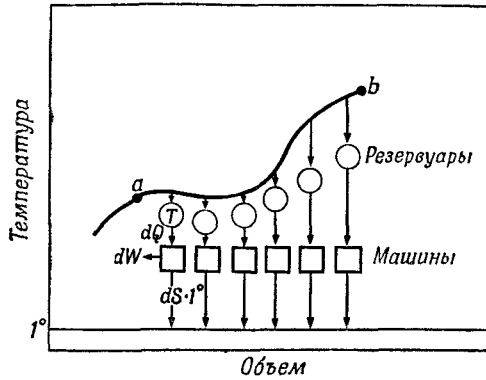 Температура
b
a
T
Резервуары
dQ
dW
Машины
dS·1°
1°
Объем